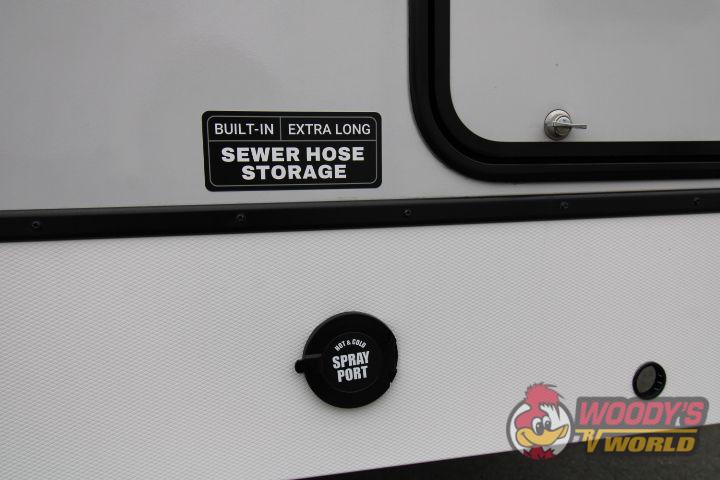 BUILT-IN EXTRA LONG
SEWER HOSE
STORAGE
HOT & COLD
SPRAY
PORT
WOODY'S
RV WORLD